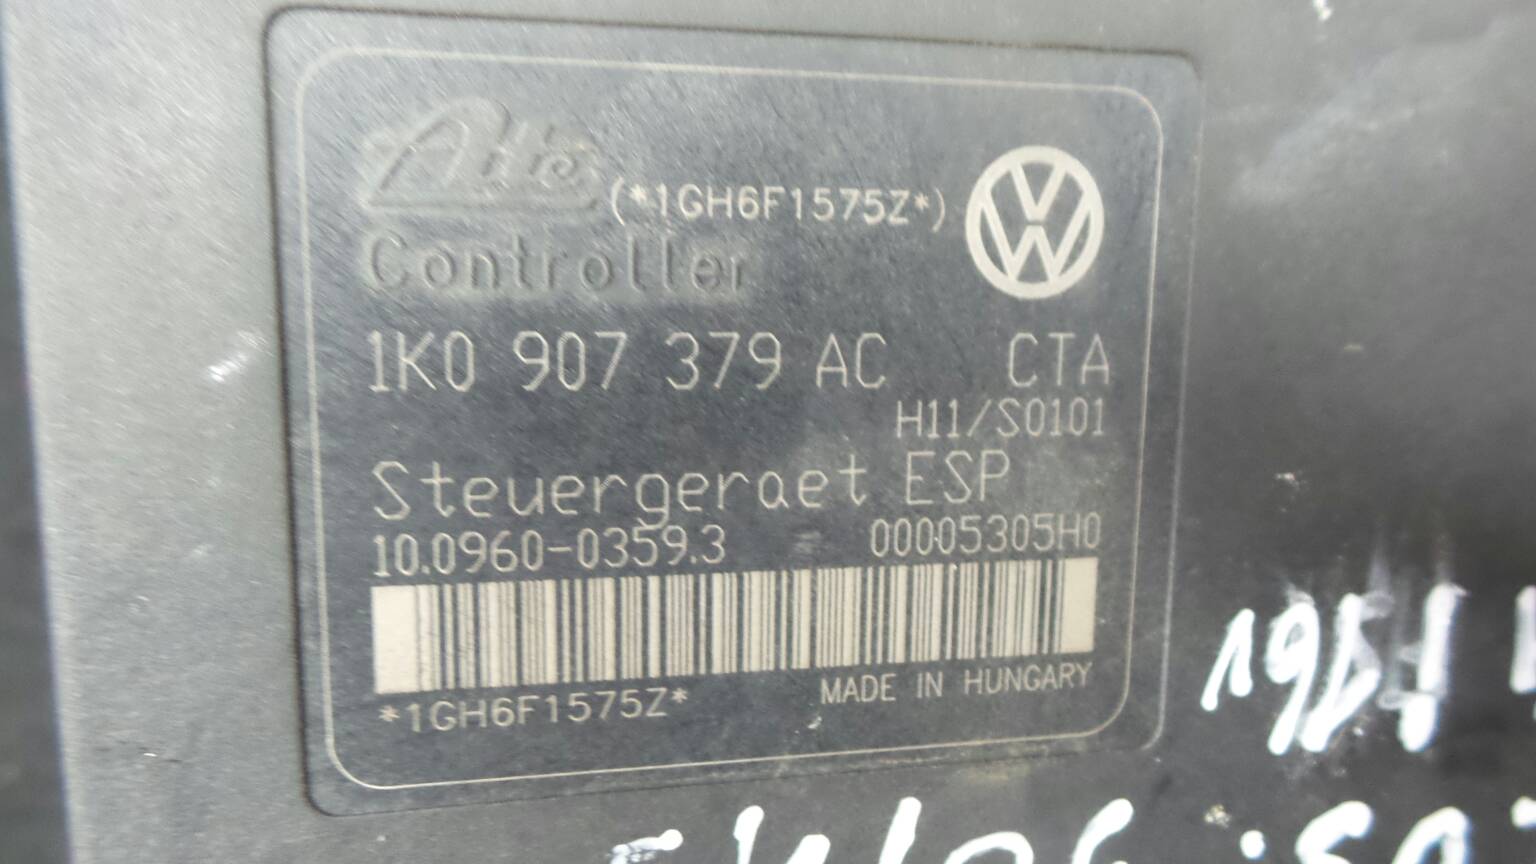 Ate (*1GH6F1575Z*)
Controller
1K0 907 379 AC CTA
H11/S0101
Steuergeraet ESP
10.0960-0359.3 00005305H0
*1GH6F1575Z* MADE IN HUNGARY